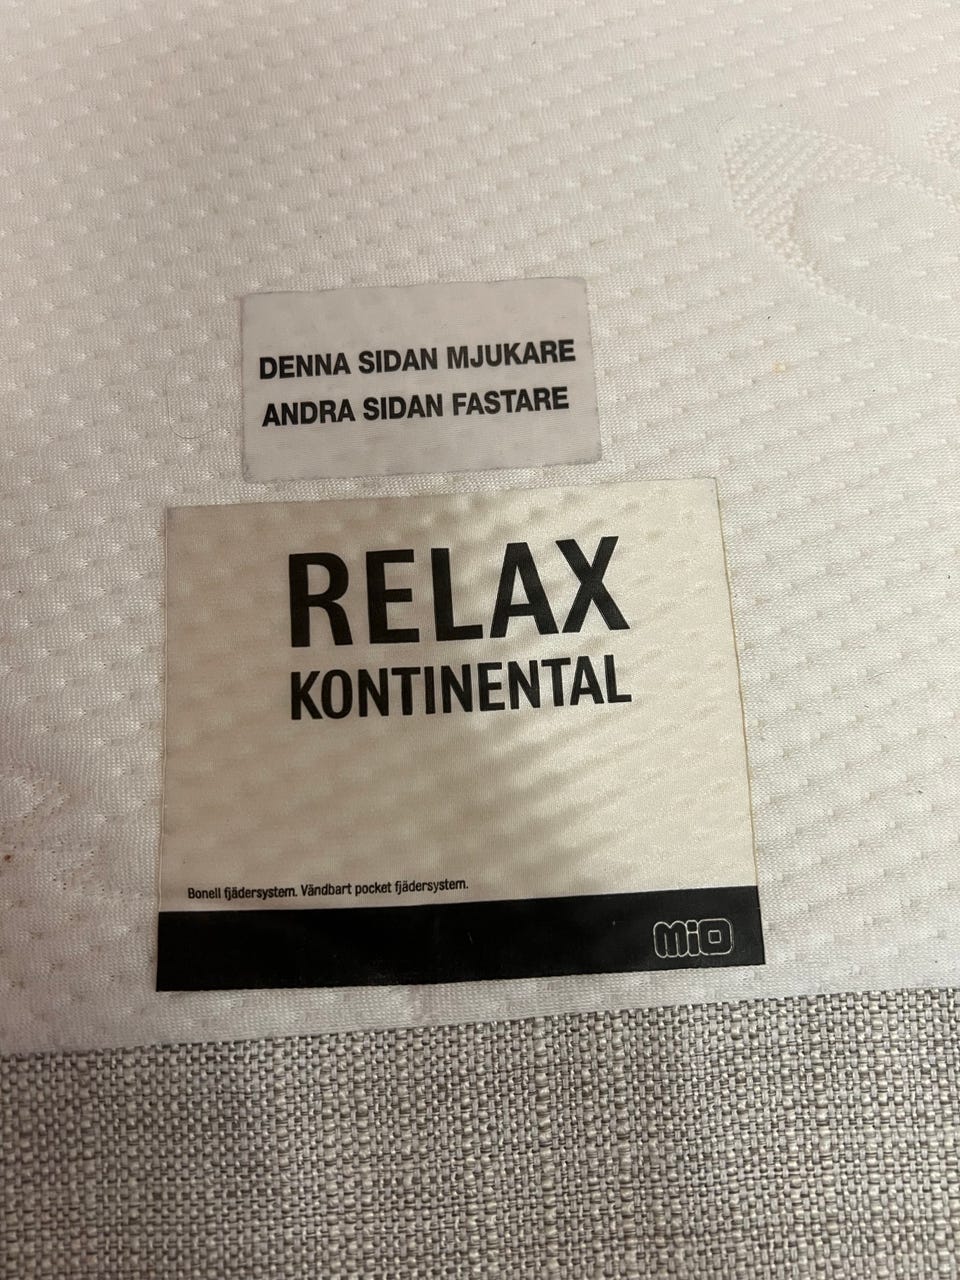 DENNA SIDAN MJUKARE
ANDRA SIDAN FASTARE
RELAX
KONTINENTAL
Bonell fjädersystem. Vändbart pocket fjädersystem.
MiO